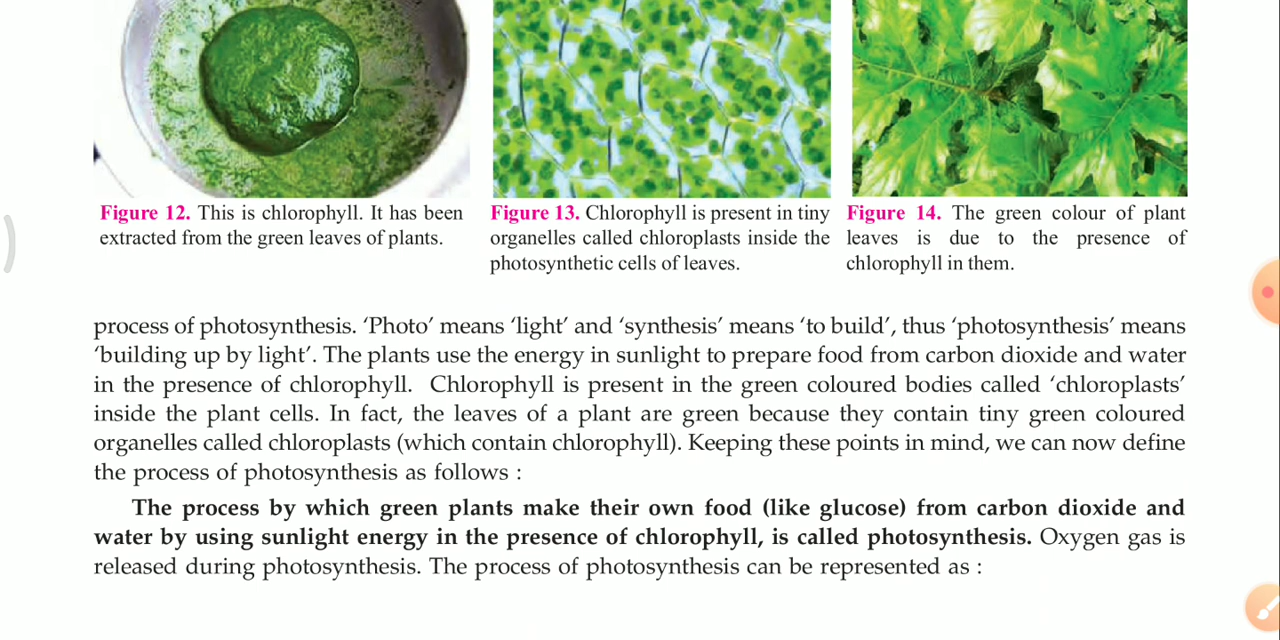 Figure 12. This is chlorophyll. It has been
extracted from the green leaves of plants.
Figure 13. Chlorophyll is present in tiny
organelles called chloroplasts inside the
photosynthetic cells of leaves.
Figure 14. The green colour of plant
leaves is due to the presence of
chlorophyll in them.
process of photosynthesis. ‘Photo’ means ‘light’ and ‘synthesis’ means ‘to build’, thus ‘photosynthesis’ means
‘building up by light’. The plants use the energy in sunlight to prepare food from carbon dioxide and water
in the presence of chlorophyll. Chlorophyll is present in the green coloured bodies called ‘chloroplasts’
inside the plant cells. In fact, the leaves of a plant are green because they contain tiny green coloured
organelles called chloroplasts (which contain chlorophyll). Keeping these points in mind, we can now define
the process of photosynthesis as follows :
The process by which green plants make their own food (like glucose) from carbon dioxide and
water by using sunlight energy in the presence of chlorophyll, is called photosynthesis. Oxygen gas is
released during photosynthesis. The process of photosynthesis can be represented as :